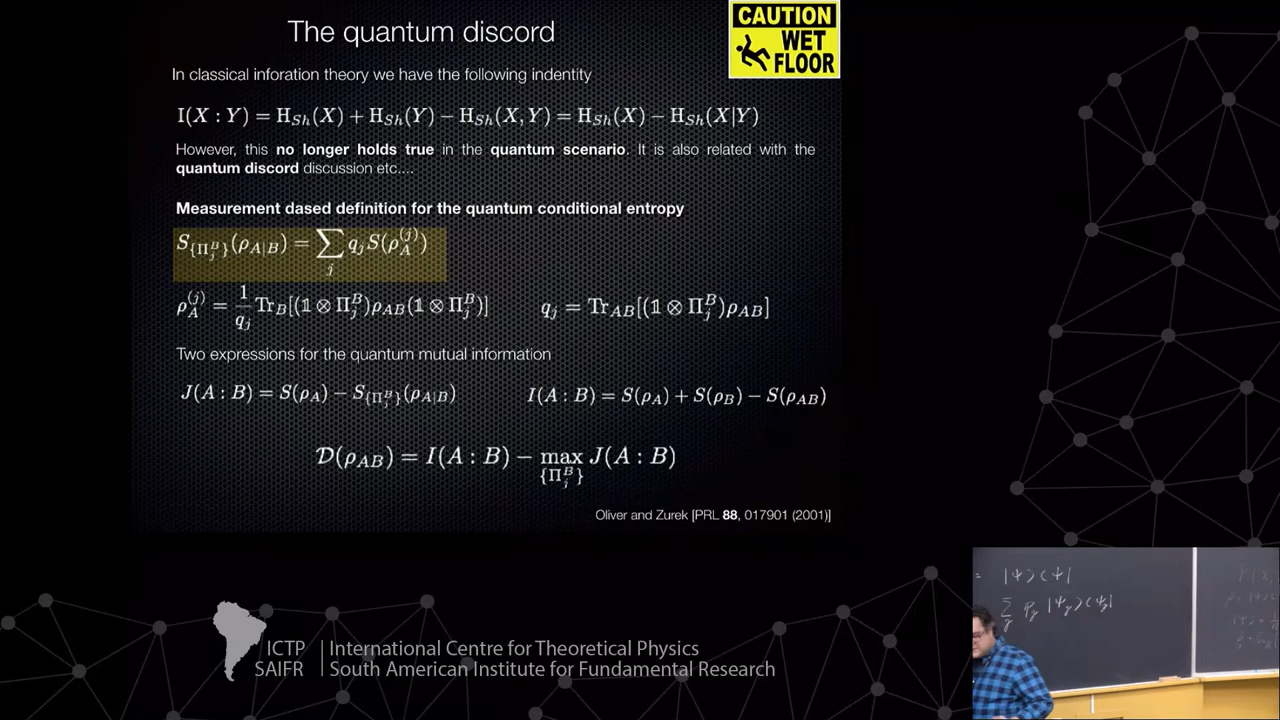 The quantum discord
CAUTION
WET
FLOOR
In classical inforation theory we have the following indentity
I(X : Y) = H_{Sh}(X) + H_{Sh}(Y) − H_{Sh}(X, Y) = H_{Sh}(X) − H_{Sh}(X|Y)
However, this no longer holds true in the quantum scenario. It is also related with the
quantum discord discussion etc....
Measurement dased definition for the quantum conditional entropy
S_{\{Π_j^B\}}(ρ_{A|B}) = \sum_j q_j S(ρ_A^{(j)})
ρ_A^{(j)} = \frac{1}{q_j} Tr_B[(𝟙 ⊗ Π_j^B)ρ_{AB}(𝟙 ⊗ Π_j^B)] q_j = Tr_{AB}[(𝟙 ⊗ Π_j^B)ρ_{AB}]
Two expressions for the quantum mutual information
J(A : B) = S(ρ_A) − S_{\{Π_j^B\}}(ρ_{A|B}) I(A : B) = S(ρ_A) + S(ρ_B) − S(ρ_{AB})
𝒟(ρ_{AB}) = I(A : B) − \max_{\{Π_j^B\}} J(A : B)
Oliver and Zurek [PRL 88, 017901 (2001)]
= |ψ⟩⟨ψ|
ICTP
SAIFR
International Centre for Theoretical Physics
South American Institute for Fundamental Research